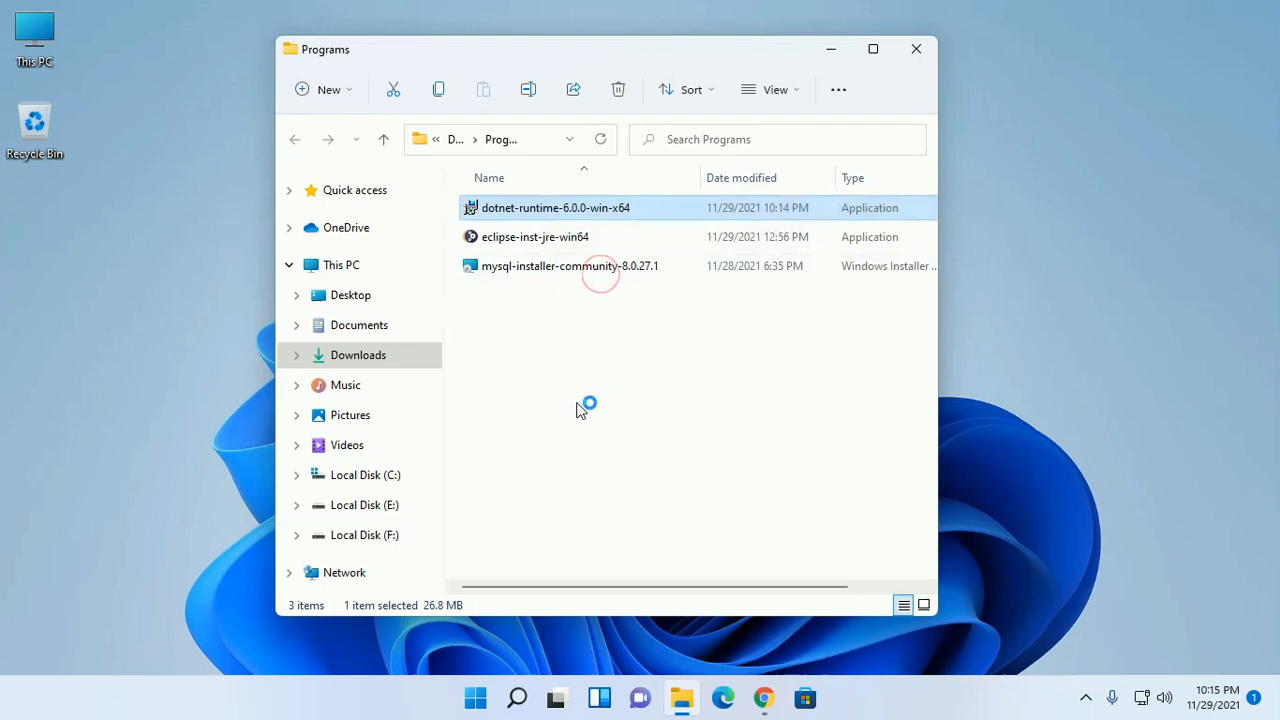 This PC
Recycle Bin
Programs
New
Sort
View
« D... > Prog...
Search Programs
Name
Date modified
Type
Quick access
OneDrive
This PC
Desktop
Documents
Downloads
Music
Pictures
Videos
Local Disk (C:)
Local Disk (E:)
Local Disk (F:)
Network
dotnet-runtime-6.0.0-win-x64 11/29/2021 10:14 PM Application
eclipse-inst-jre-win64 11/29/2021 12:56 PM Application
mysql-installer-community-8.0.27.1 11/28/2021 6:35 PM Windows Installer ..
3 items 1 item selected 26.8 MB
10:15 PM
11/29/2021
1